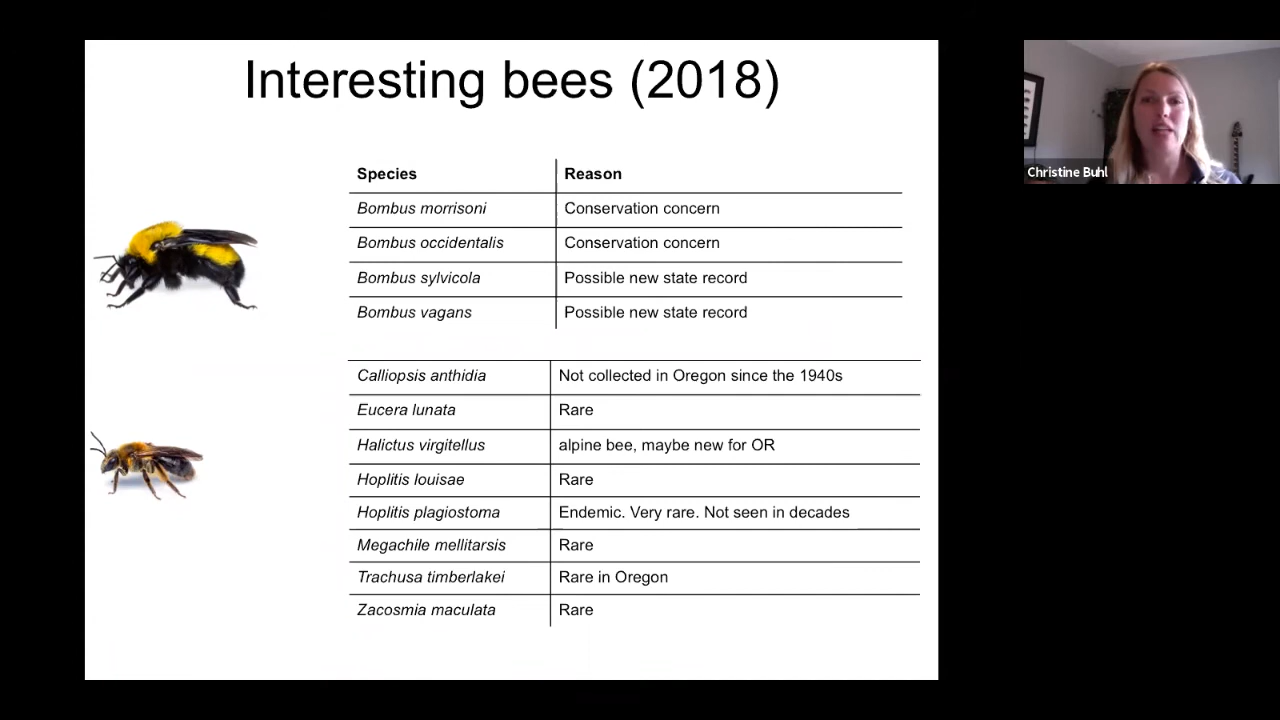 Interesting bees (2018)
Species Reason
Bombus morrisoni Conservation concern
Bombus occidentalis Conservation concern
Bombus sylvicola Possible new state record
Bombus vagans Possible new state record
Calliopsis anthidia Not collected in Oregon since the 1940s
Eucera lunata Rare
Halictus virgitellus alpine bee, maybe new for OR
Hoplitis louisae Rare
Hoplitis plagiostoma Endemic. Very rare. Not seen in decades
Megachile mellitarsis Rare
Trachusa timberlakei Rare in Oregon
Zacosmia maculata Rare
Christine Buhl